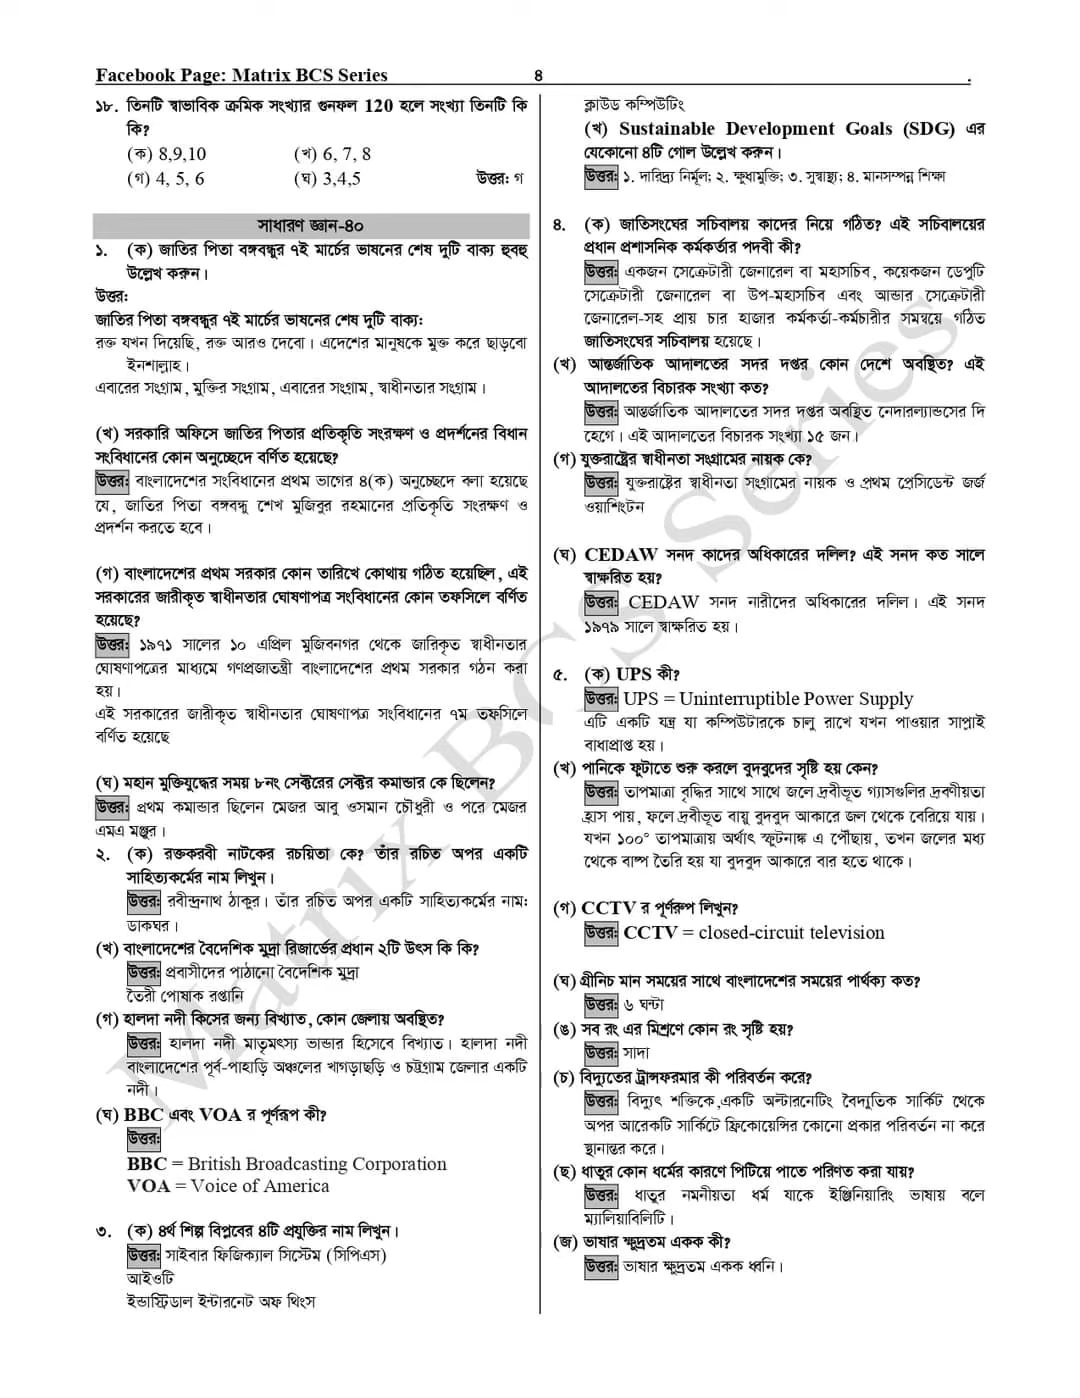 Facebook Page: Matrix BCS Series ৪ .
১৮. তিনটি স্বাভাবিক ক্রমিক সংখ্যার গুনফল 120 হলে সংখ্যা তিনটি কি
কি?
(ক) 8,9,10 (খ) 6, 7, 8
(গ) 4, 5, 6 (ঘ) 3,4,5 উত্তর: গ
সাধারণ জ্ঞান-৪০
১. (ক) জাতির পিতা বঙ্গবন্ধুর ৭ই মার্চের ভাষনের শেষ দুটি বাক্য হুবহু
উল্লেখ করুন।
উত্তর:
জাতির পিতা বঙ্গবন্ধুর ৭ই মার্চের ভাষনের শেষ দুটি বাক্য:
রক্ত যখন দিয়েছি, রক্ত আরও দেবো। এদেশের মানুষকে মুক্ত করে ছাড়বো
ইনশাল্লাহ।
এবারের সংগ্রাম, মুক্তির সংগ্রাম, এবারের সংগ্রাম, স্বাধীনতার সংগ্রাম।
(খ) সরকারি অফিসে জাতির পিতার প্রতিকৃতি সংরক্ষণ ও প্রদর্শনের বিধান
সংবিধানের কোন অনুচ্ছেদে বর্ণিত হয়েছে?
উত্তর: বাংলাদেশের সংবিধানের প্রথম ভাগের ৪(ক) অনুচ্ছেদে বলা হয়েছে
যে, জাতির পিতা বঙ্গবন্ধু শেখ মুজিবুর রহমানের প্রতিকৃতি সংরক্ষণ ও
প্রদর্শন করতে হবে।
(গ) বাংলাদেশের প্রথম সরকার কোন তারিখে কোথায় গঠিত হয়েছিল, এই
সরকারের জারীকৃত স্বাধীনতার ঘোষণাপত্র সংবিধানের কোন তফসিলে বর্ণিত
হয়েছে?
উত্তর: ১৯৭১ সালের ১০ এপ্রিল মুজিবনগর থেকে জারিকৃত স্বাধীনতার
ঘোষণাপত্রের মাধ্যমে গণপ্রজাতন্ত্রী বাংলাদেশের প্রথম সরকার গঠন করা
হয়।
এই সরকারের জারীকৃত স্বাধীনতার ঘোষণাপত্র সংবিধানের ৭ম তফসিলে
বর্ণিত হয়েছে
(ঘ) মহান মুক্তিযুদ্ধের সময় ৮নং সেক্টরের সেক্টর কমান্ডার কে ছিলেন?
উত্তর: প্রথম কমান্ডার ছিলেন মেজর আবু ওসমান চৌধুরী ও পরে মেজর
এমএ মঞ্জুর।
২. (ক) রক্তকরবী নাটকের রচয়িতা কে? তাঁর রচিত অপর একটি
সাহিত্যকর্মের নাম লিখুন।
উত্তর: রবীন্দ্রনাথ ঠাকুর। তাঁর রচিত অপর একটি সাহিত্যকর্মের নাম:
ডাকঘর।
(খ) বাংলাদেশের বৈদেশিক মুদ্রা রিজার্ভের প্রধান ২টি উৎস কি কি?
উত্তর: প্রবাসীদের পাঠানো বৈদেশিক মুদ্রা
তৈরী পোষাক রপ্তানি
(গ) হালদা নদী কিসের জন্য বিখ্যাত, কোন জেলায় অবস্থিত?
উত্তর: হালদা নদী মাতৃমৎস্য ভান্ডার হিসেবে বিখ্যাত। হালদা নদী
বাংলাদেশের পূর্ব-পাহাড়ি অঞ্চলের খাগড়াছড়ি ও চট্টগ্রাম জেলার একটি
নদী।
(ঘ) BBC এবং VOA র পূর্ণরূপ কী?
উত্তর:
BBC = British Broadcasting Corporation
VOA = Voice of America
৩. (ক) ৪র্থ শিল্প বিপ্লবের ৪টি প্রযুক্তির নাম লিখুন।
উত্তর: সাইবার ফিজিক্যাল সিস্টেম (সিপিএস)
আইওটি
ইন্ডাস্ট্রিডাল ইন্টারনেট অফ থিংস
ক্লাউড কম্পিউটিং
(খ) Sustainable Development Goals (SDG) এর
যেকোনো ৪টি গোল উল্লেখ করুন।
উত্তর: ১. দারিদ্র্য নির্মূল; ২. ক্ষুধামুক্তি; ৩. সুস্বাস্থ্য; ৪. মানসম্পন্ন শিক্ষা
৪. (ক) জাতিসংঘের সচিবালয় কাদের নিয়ে গঠিত? এই সচিবালয়ের
প্রধান প্রশাসনিক কর্মকর্তার পদবী কী?
উত্তর: একজন সেক্রেটারী জেনারেল বা মহাসচিব, কয়েকজন ডেপুটি
সেক্রেটারী জেনারেল বা উপ-মহাসচিব এবং আন্ডার সেক্রেটারী
জেনারেল-সহ প্রায় চার হাজার কর্মকর্তা-কর্মচারীর সমন্বয়ে গঠিত
জাতিসংঘের সচিবালয় হয়েছে।
(খ) আন্তর্জাতিক আদালতের সদর দপ্তর কোন দেশে অবস্থিত? এই
আদালতের বিচারক সংখ্যা কত?
উত্তর: আন্তর্জাতিক আদালতের সদর দপ্তর অবস্থিত নেদারল্যান্ডসের দি
হেগে। এই আদালতের বিচারক সংখ্যা ১৫ জন।
(গ) যুক্তরাষ্ট্রের স্বাধীনতা সংগ্রামের নায়ক কে?
উত্তর: যুক্তরাষ্ট্রের স্বাধীনতা সংগ্রামের নায়ক ও প্রথম প্রেসিডেন্ট জর্জ
ওয়াশিংটন
(ঘ) CEDAW সনদ কাদের অধিকারের দলিল? এই সনদ কত সালে
স্বাক্ষরিত হয়?
উত্তর: CEDAW সনদ নারীদের অধিকারের দলিল। এই সনদ
১৯৭৯ সালে স্বাক্ষরিত হয়।
৫. (ক) UPS কী?
উত্তর: UPS = Uninterruptible Power Supply
এটি একটি যন্ত্র যা কম্পিউটারকে চালু রাখে যখন পাওয়ার সাপ্লাই
বাধাপ্রাপ্ত হয়।
(খ) পানিকে ফুটাতে শুরু করলে বুদবুদের সৃষ্টি হয় কেন?
উত্তর: তাপমাত্রা বৃদ্ধির সাথে সাথে জলে দ্রবীভূত গ্যাসগুলির দ্রবণীয়তা
হ্রাস পায়, ফলে দ্রবীভূত বায়ু বুদবুদ আকারে জল থেকে বেরিয়ে যায়।
যখন ১০০° তাপমাত্রায় অর্থাৎ স্ফুটনাঙ্ক এ পৌঁছায়, তখন জলের মধ্য
থেকে বাষ্প তৈরি হয় যা বুদবুদ আকারে বার হতে থাকে।
(গ) CCTV র পূর্ণরুপ লিখুন?
উত্তর: CCTV = closed-circuit television
(ঘ) গ্রীনিচ মান সময়ের সাথে বাংলাদেশের সময়ের পার্থক্য কত?
উত্তর: ৬ ঘন্টা
(ঙ) সব রং এর মিশ্রণে কোন রং সৃষ্টি হয়?
উত্তর: সাদা
(চ) বিদ্যুতের ট্রান্সফরমার কী পরিবর্তন করে?
উত্তর: বিদ্যুৎ শক্তিকে,একটি অল্টারনেটিং বৈদ্যুতিক সার্কিট থেকে
অপর আরেকটি সার্কিটে ফ্রিকোয়েন্সির কোনো প্রকার পরিবর্তন না করে
স্থানান্তর করে।
(ছ) ধাতুর কোন ধর্মের কারণে পিটিয়ে পাতে পরিণত করা যায়?
উত্তর: ধাতুর নমনীয়তা ধর্ম যাকে ইঞ্জিনিয়ারিং ভাষায় বলে
ম্যালিয়াবিলিটি।
(জ) ভাষার ক্ষুদ্রতম একক কী?
উত্তর: ভাষার ক্ষুদ্রতম একক ধ্বনি।
Matrix BCS Series